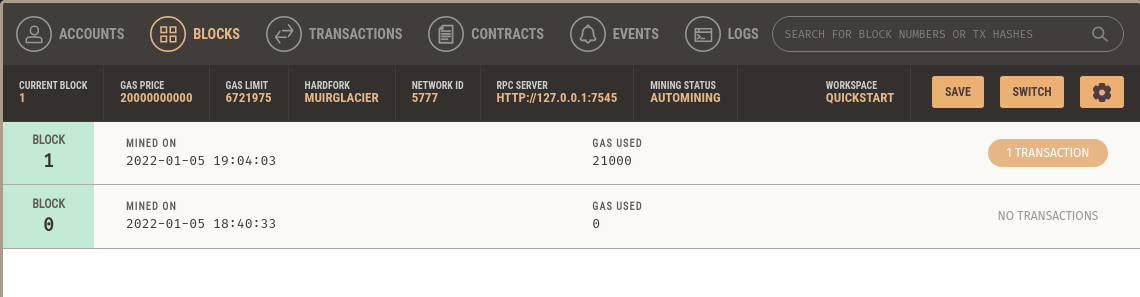 ACCOUNTS BLOCKS TRANSACTIONS CONTRACTS EVENTS LOGS SEARCH FOR BLOCK NUMBERS OR TX HASHES
CURRENT BLOCK GAS PRICE GAS LIMIT HARDFORK NETWORK ID RPC SERVER MINING STATUS WORKSPACE
1 20000000000 6721975 MUIRGLACIER 5777 HTTP://127.0.0.1:7545 AUTOMINING QUICKSTART SAVE SWITCH
BLOCK MINED ON GAS USED
1 2022-01-05 19:04:03 21000 1 TRANSACTION
BLOCK MINED ON GAS USED
0 2022-01-05 18:40:33 0 NO TRANSACTIONS